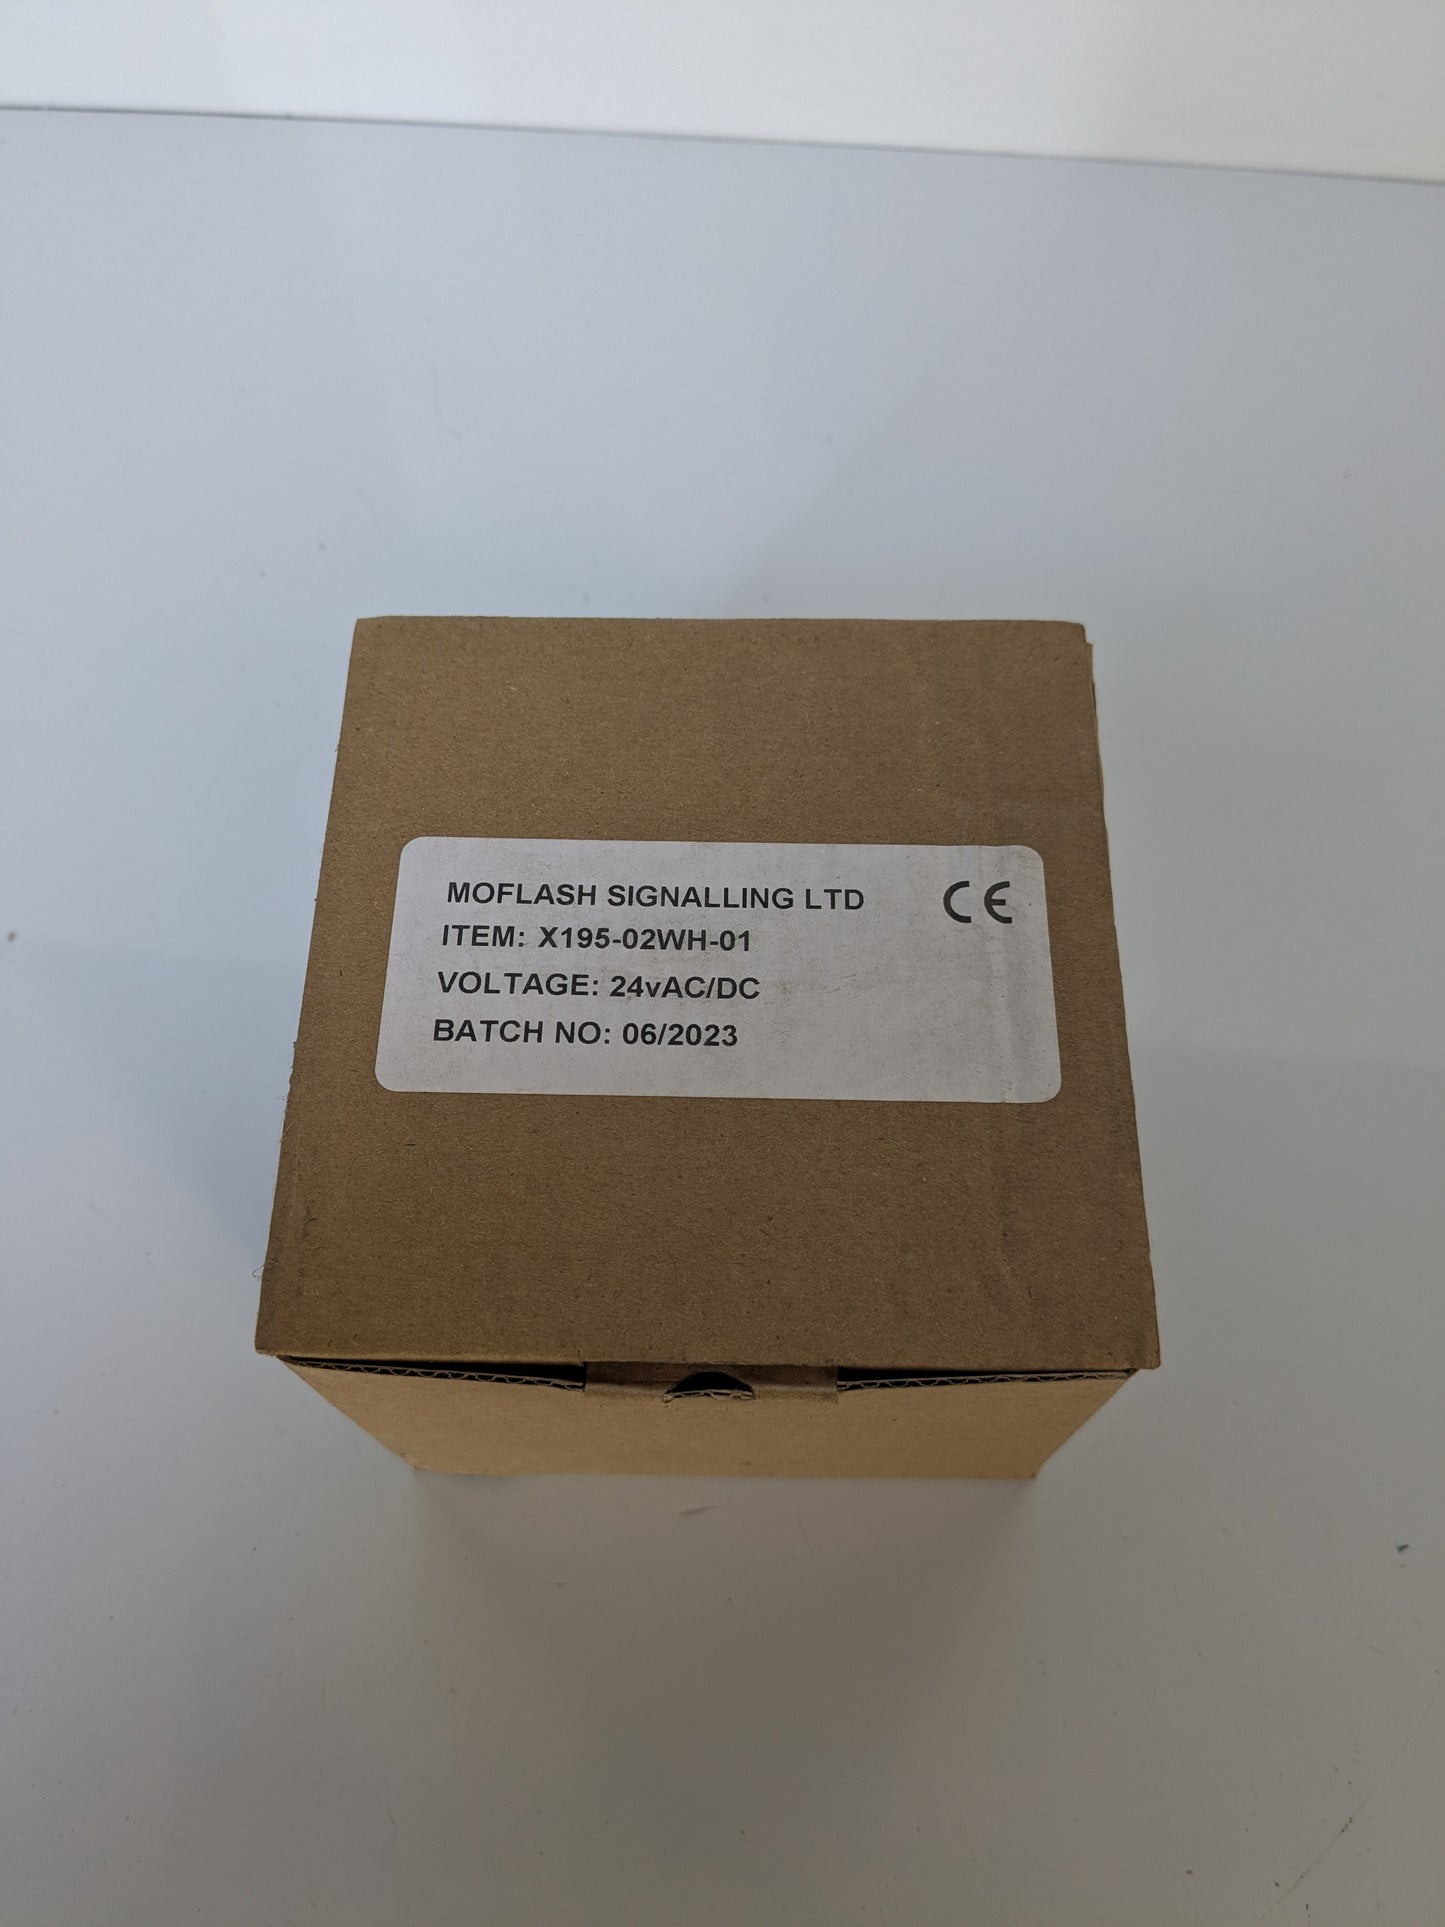 MOFLASH SIGNALLING LTD CE
ITEM: X195-02WH-01
VOLTAGE: 24vAC/DC
BATCH NO: 06/2023